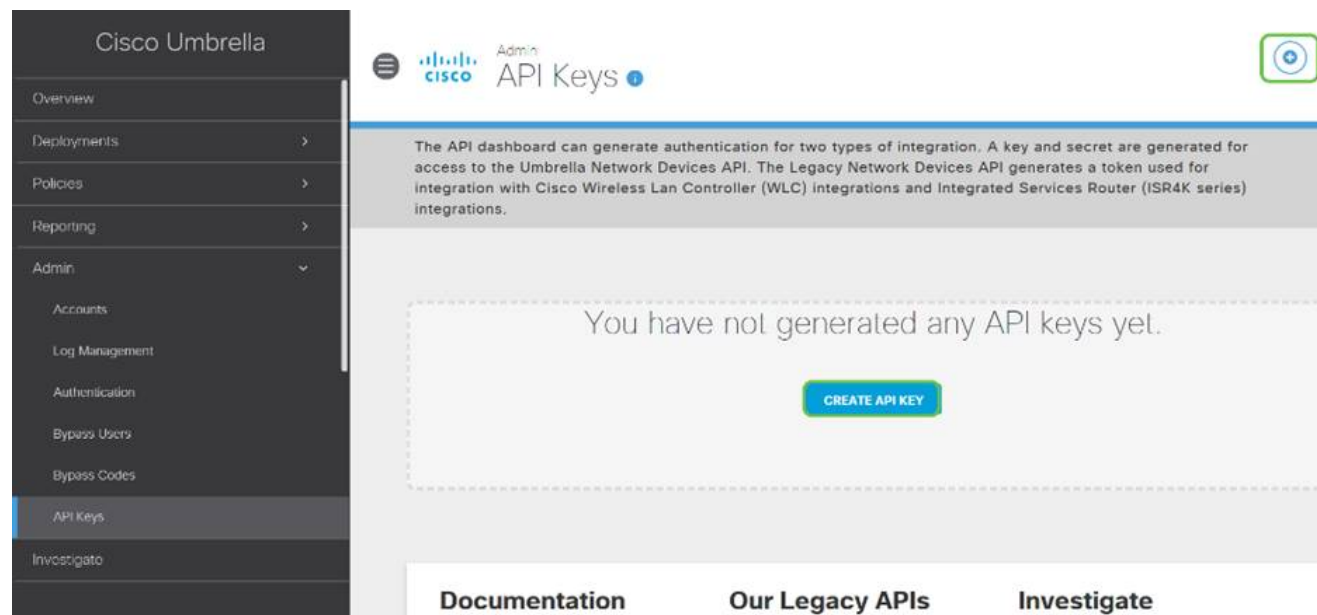 Cisco Umbrella
Overview
Deployments
Policies
Reporting
Admin
Accounts
Log Management
Authentication
Bypass Users
Bypass Codes
API Keys
Investigate
cisco
Admin
API Keys
The API dashboard can generate authentication for two types of integration. A key and secret are generated for
access to the Umbrella Network Devices API. The Legacy Network Devices API generates a token used for
integration with Cisco Wireless Lan Controller (WLC) integrations and Integrated Services Router (ISR4K series)
integrations.
You have not generated any API keys yet.
CREATE API KEY
Documentation
Our Legacy APIs
Investigate